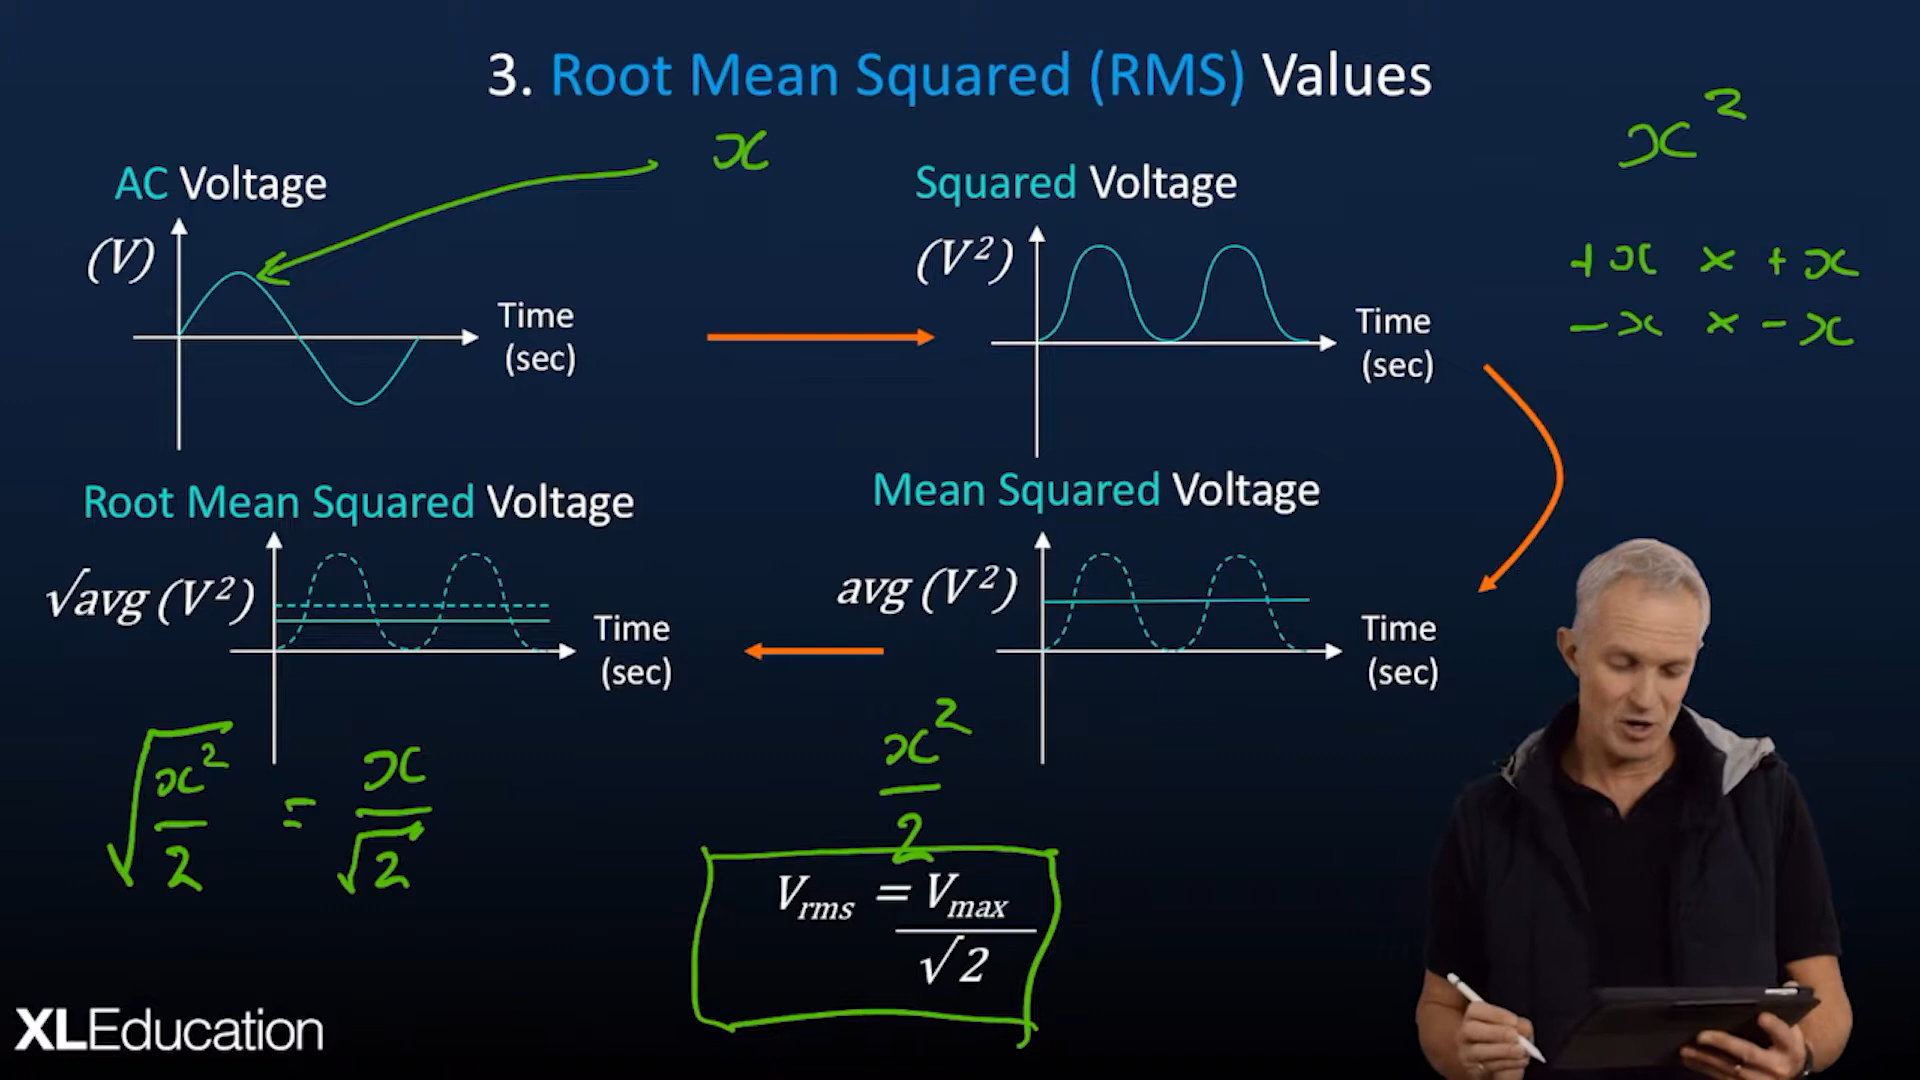 3. Root Mean Squared (RMS) Values
x
x²
AC Voltage
(V)
Time
(sec)
Squared Voltage
(V²)
Time
(sec)
+x × +x
-x × -x
Root Mean Squared Voltage
√avg (V²)
Time
(sec)
Mean Squared Voltage
avg (V²)
Time
(sec)
√(x²/2) = x/√2
x²/2
Vrms = Vmax/√2
XLEducation